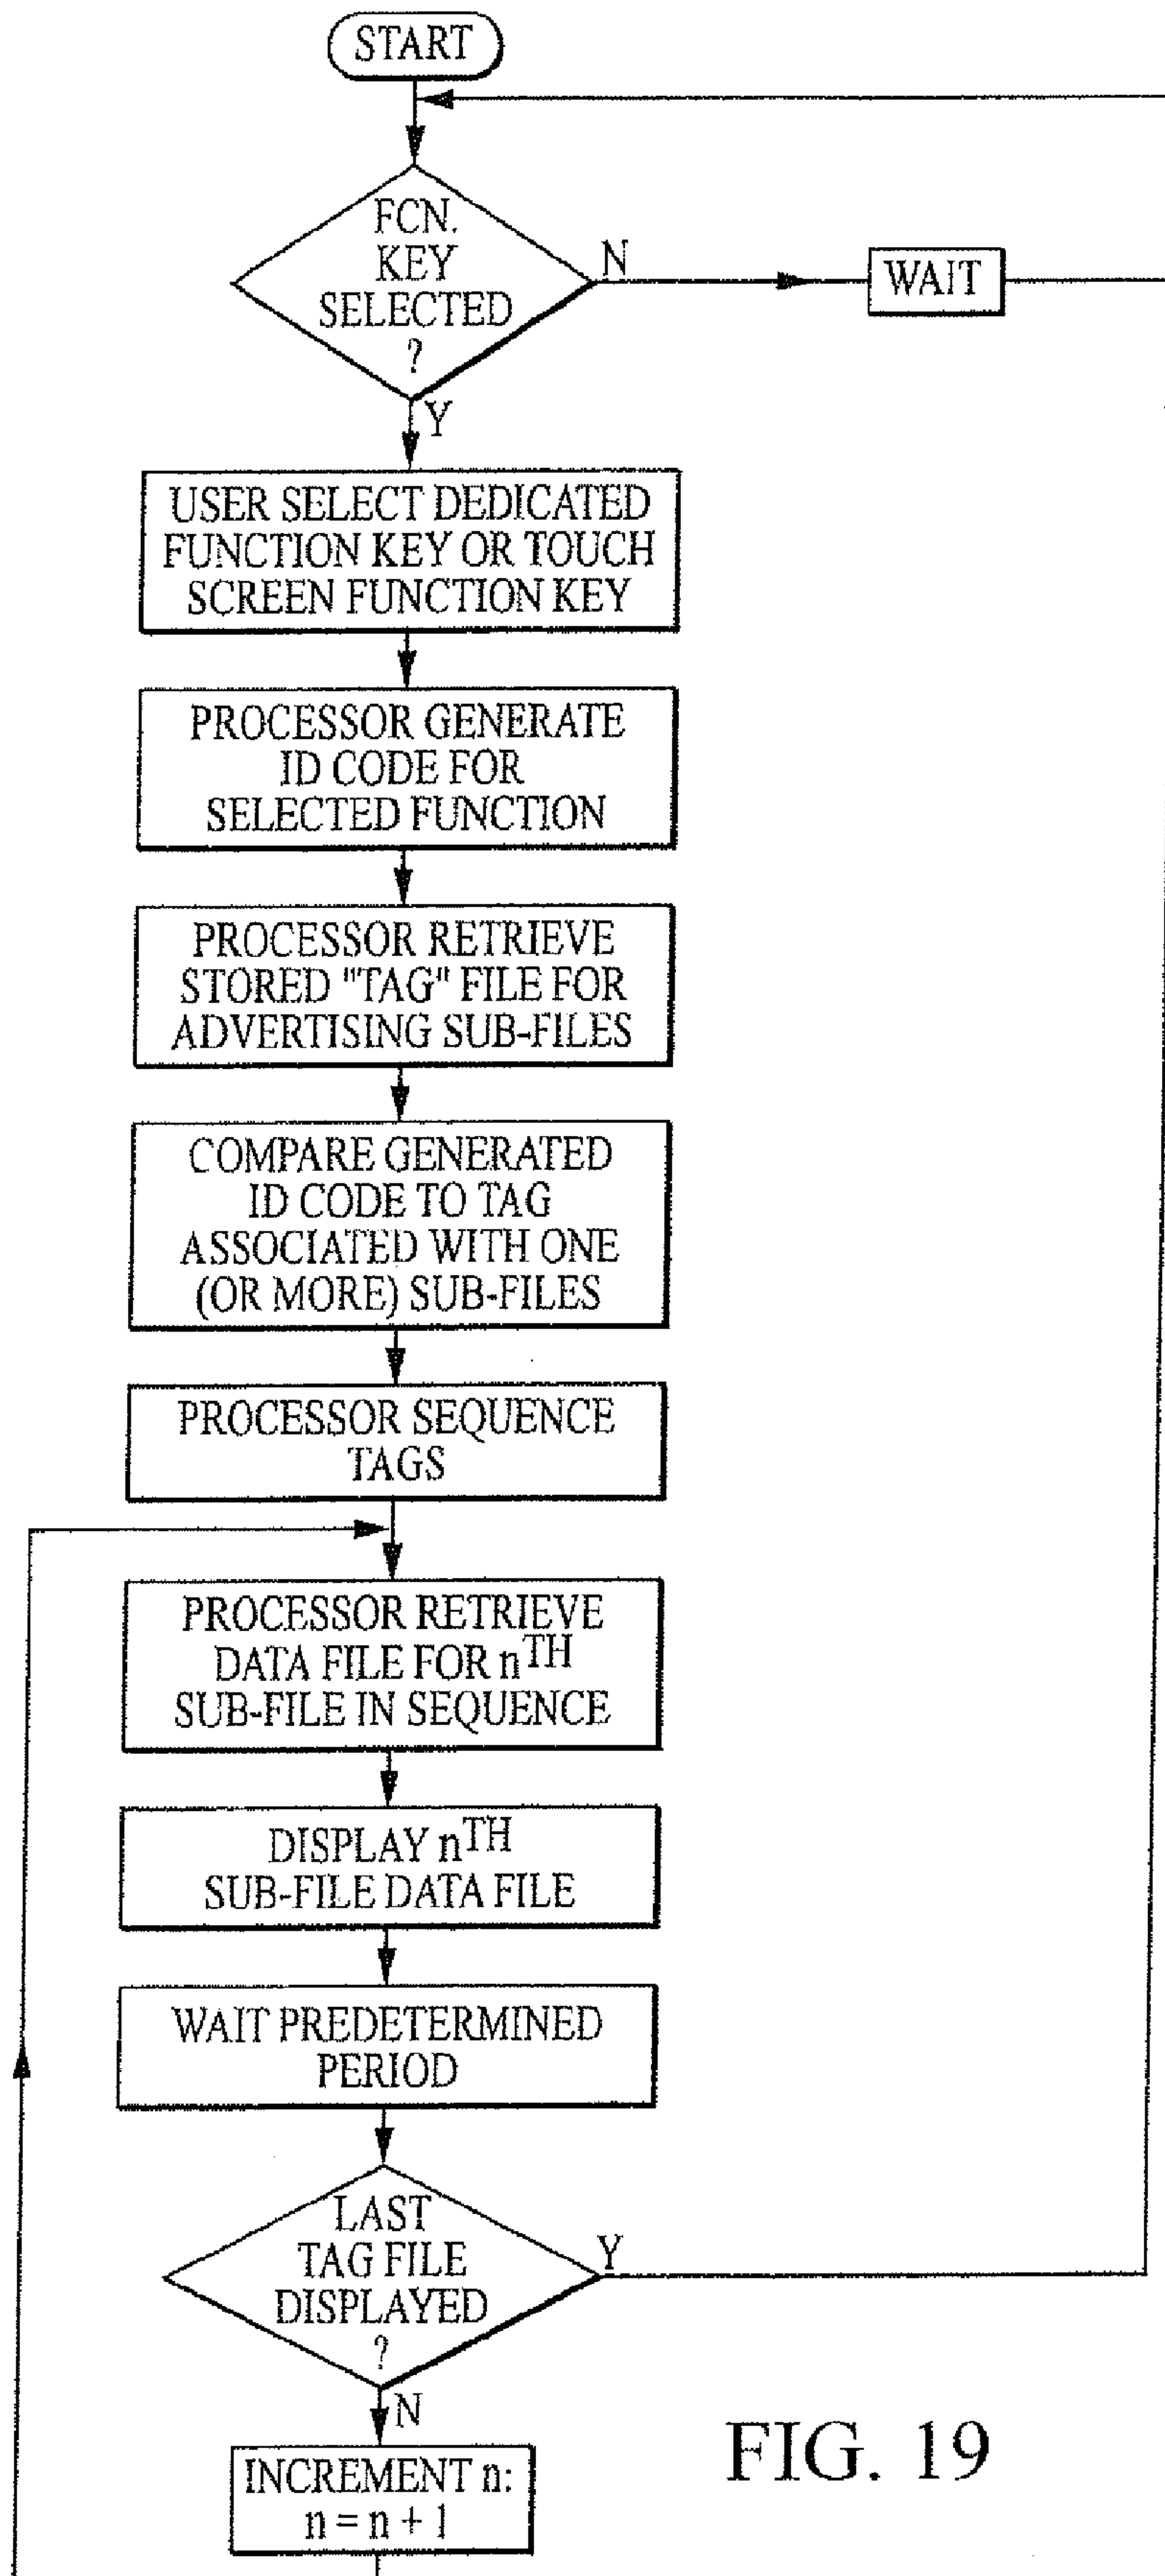 START
FCN.
KEY
SELECTED
?
N
WAIT
Y
USER SELECT DEDICATED
FUNCTION KEY OR TOUCH
SCREEN FUNCTION KEY
PROCESSOR GENERATE
ID CODE FOR
SELECTED FUNCTION
PROCESSOR RETRIEVE
STORED "TAG" FILE FOR
ADVERTISING SUB-FILES
COMPARE GENERATED
ID CODE TO TAG
ASSOCIATED WITH ONE
(OR MORE) SUB-FILES
PROCESSOR SEQUENCE
TAGS
PROCESSOR RETRIEVE
DATA FILE FOR nTH
SUB-FILE IN SEQUENCE
DISPLAY nTH
SUB-FILE DATA FILE
WAIT PREDETERMINED
PERIOD
LAST
TAG FILE
DISPLAYED
?
Y
N
INCREMENT n:
n = n + 1
FIG. 19